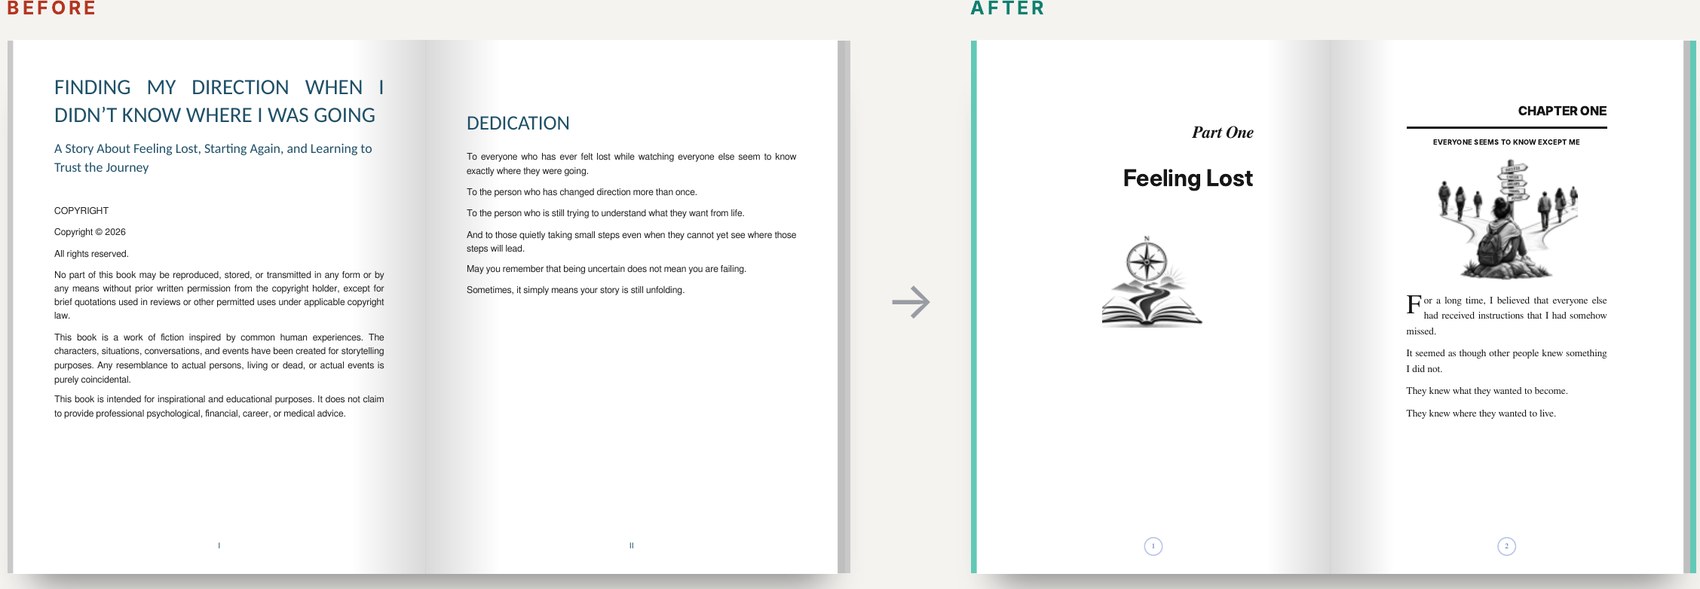 BEFORE
FINDING MY DIRECTION WHEN I
DIDN’T KNOW WHERE I WAS GOING
A Story About Feeling Lost, Starting Again, and Learning to
Trust the Journey
COPYRIGHT
Copyright © 2026
All rights reserved.
No part of this book may be reproduced, stored, or transmitted in any form or by
any means without prior written permission from the copyright holder, except for
brief quotations used in reviews or other permitted uses under applicable copyright
law.
This book is a work of fiction inspired by common human experiences. The
characters, situations, conversations, and events have been created for storytelling
purposes. Any resemblance to actual persons, living or dead, or actual events is
purely coincidental.
This book is intended for inspirational and educational purposes. It does not claim
to provide professional psychological, financial, career, or medical advice.
I
DEDICATION
To everyone who has ever felt lost while watching everyone else seem to know
exactly where they were going.
To the person who has changed direction more than once.
To the person who is still trying to understand what they want from life.
And to those quietly taking small steps even when they cannot yet see where those
steps will lead.
May you remember that being uncertain does not mean you are failing.
Sometimes, it simply means your story is still unfolding.
II
AFTER
Part One
Feeling Lost
N
1
CHAPTER ONE
EVERYONE SEEMS TO KNOW EXCEPT ME
For a long time, I believed that everyone else
had received instructions that I had somehow
missed.
It seemed as though other people knew something
I did not.
They knew what they wanted to become.
They knew where they wanted to live.
2